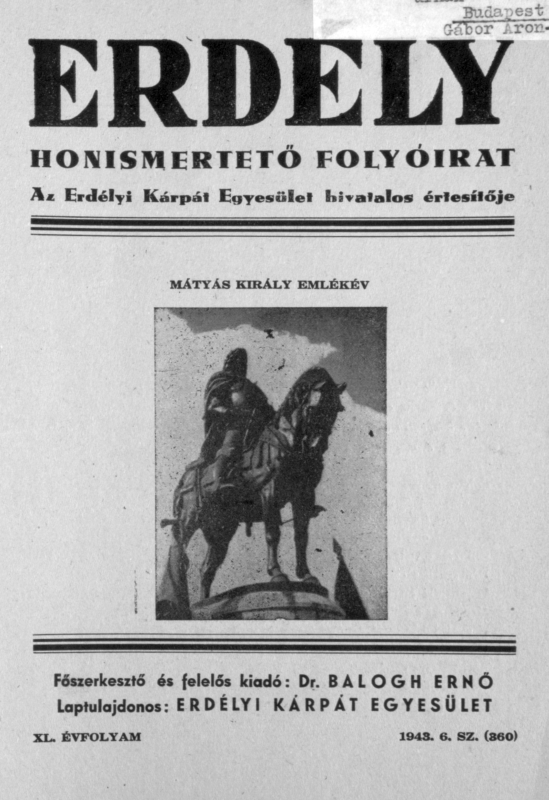 Budapest
Gábor Áron-
ERDÉLY
HONISMERTETŐ FOLYÓIRAT
Az Erdélyi Kárpát Egyesület hivatalos értesítője
MÁTYÁS KIRÁLY EMLÉKÉV
Főszerkesztő és felelős kiadó: Dr. BALOGH ERNŐ
Laptulajdonos: ERDÉLYI KÁRPÁT EGYESÜLET
XL. ÉVFOLYAM 1943. 6. SZ. (360)